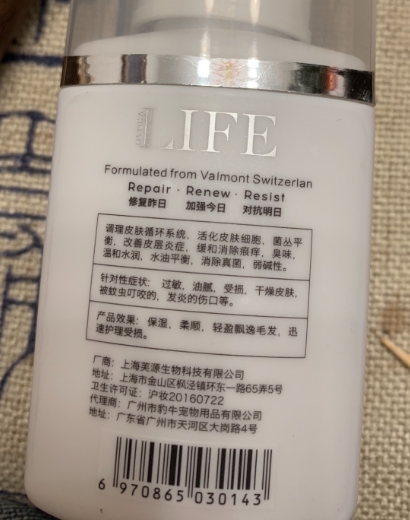 LIFE
Formulated from Valmont Switzerlan
Repair · Renew · Resist
修复昨日 加强今日 对抗明日
调理皮肤循环系统，活化皮肤细胞，菌丛平
衡，改善皮层炎症，缓和消除瘙痒，臭味，
温和水润，水油平衡，消除真菌，弱碱性。
针对性症状：过敏，油腻，受损，干燥皮肤，
被蚊虫叮咬的，发炎的伤口等。
产品效果：保湿，柔顺，轻盈飘逸毛发，迅
速护理受损。
厂商：上海芙源生物科技有限公司
地址：上海市金山区枫泾镇环东一路65弄5号
卫生许可证：沪妆20160722
代理商：广州市豹牛宠物用品有限公司
地址：广东省广州市天河区大岗路4号
6 970865 030143